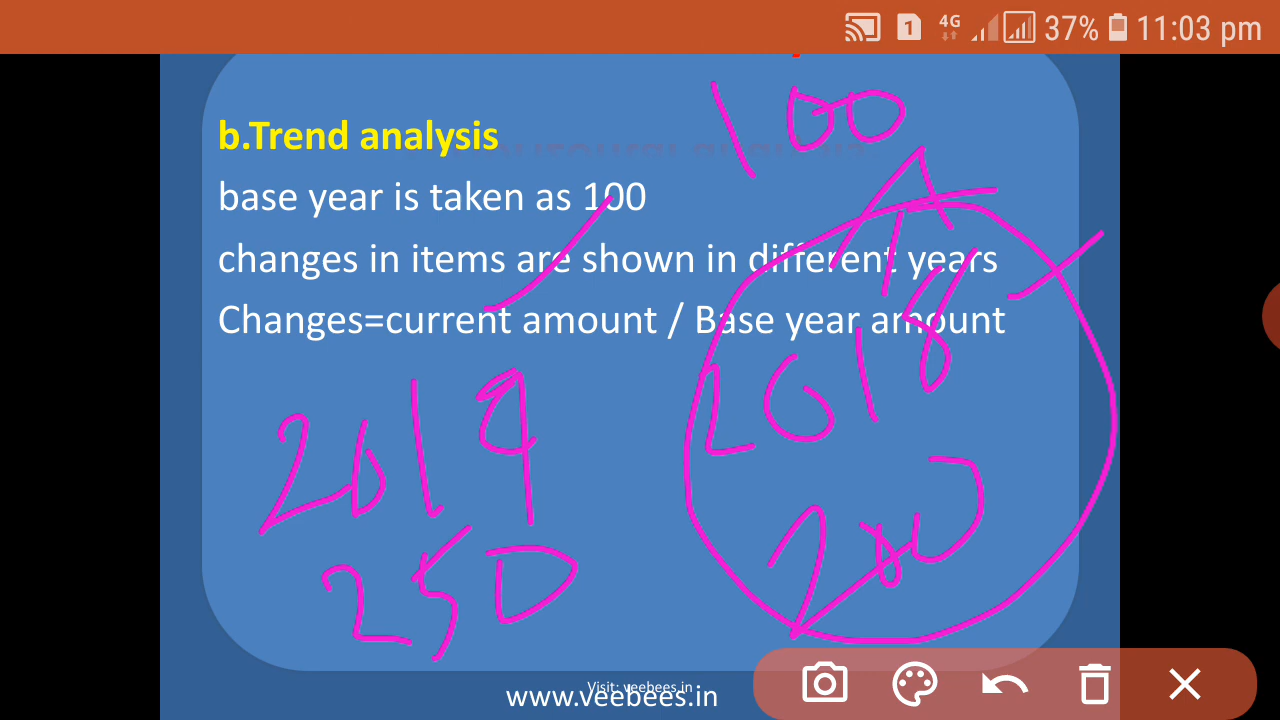 4G 1 37% 11:03 pm
100
b.Trend analysis
base year is taken as 100
changes in items are shown in different years
Changes=current amount / Base year amount
2019 2018
250 200
Visit: veebees.in
www.veebees.in